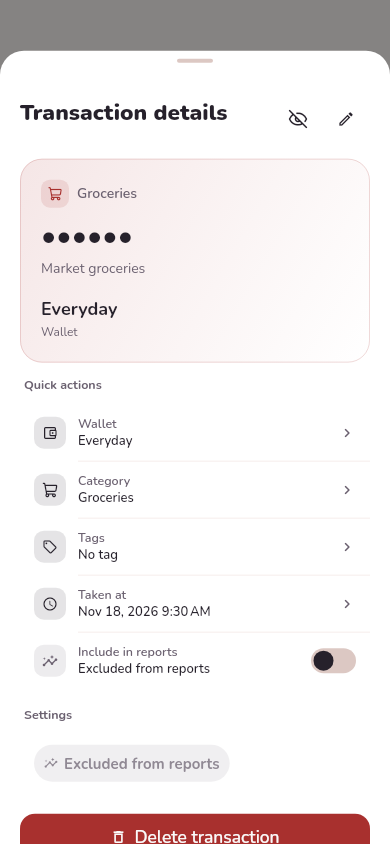 Transaction details
Groceries
●●●●●●
Market groceries
Everyday
Wallet
Quick actions
Wallet
Everyday
Category
Groceries
Tags
No tag
Taken at
Nov 18, 2026 9:30 AM
Include in reports
Excluded from reports
Settings
Excluded from reports
Delete transaction